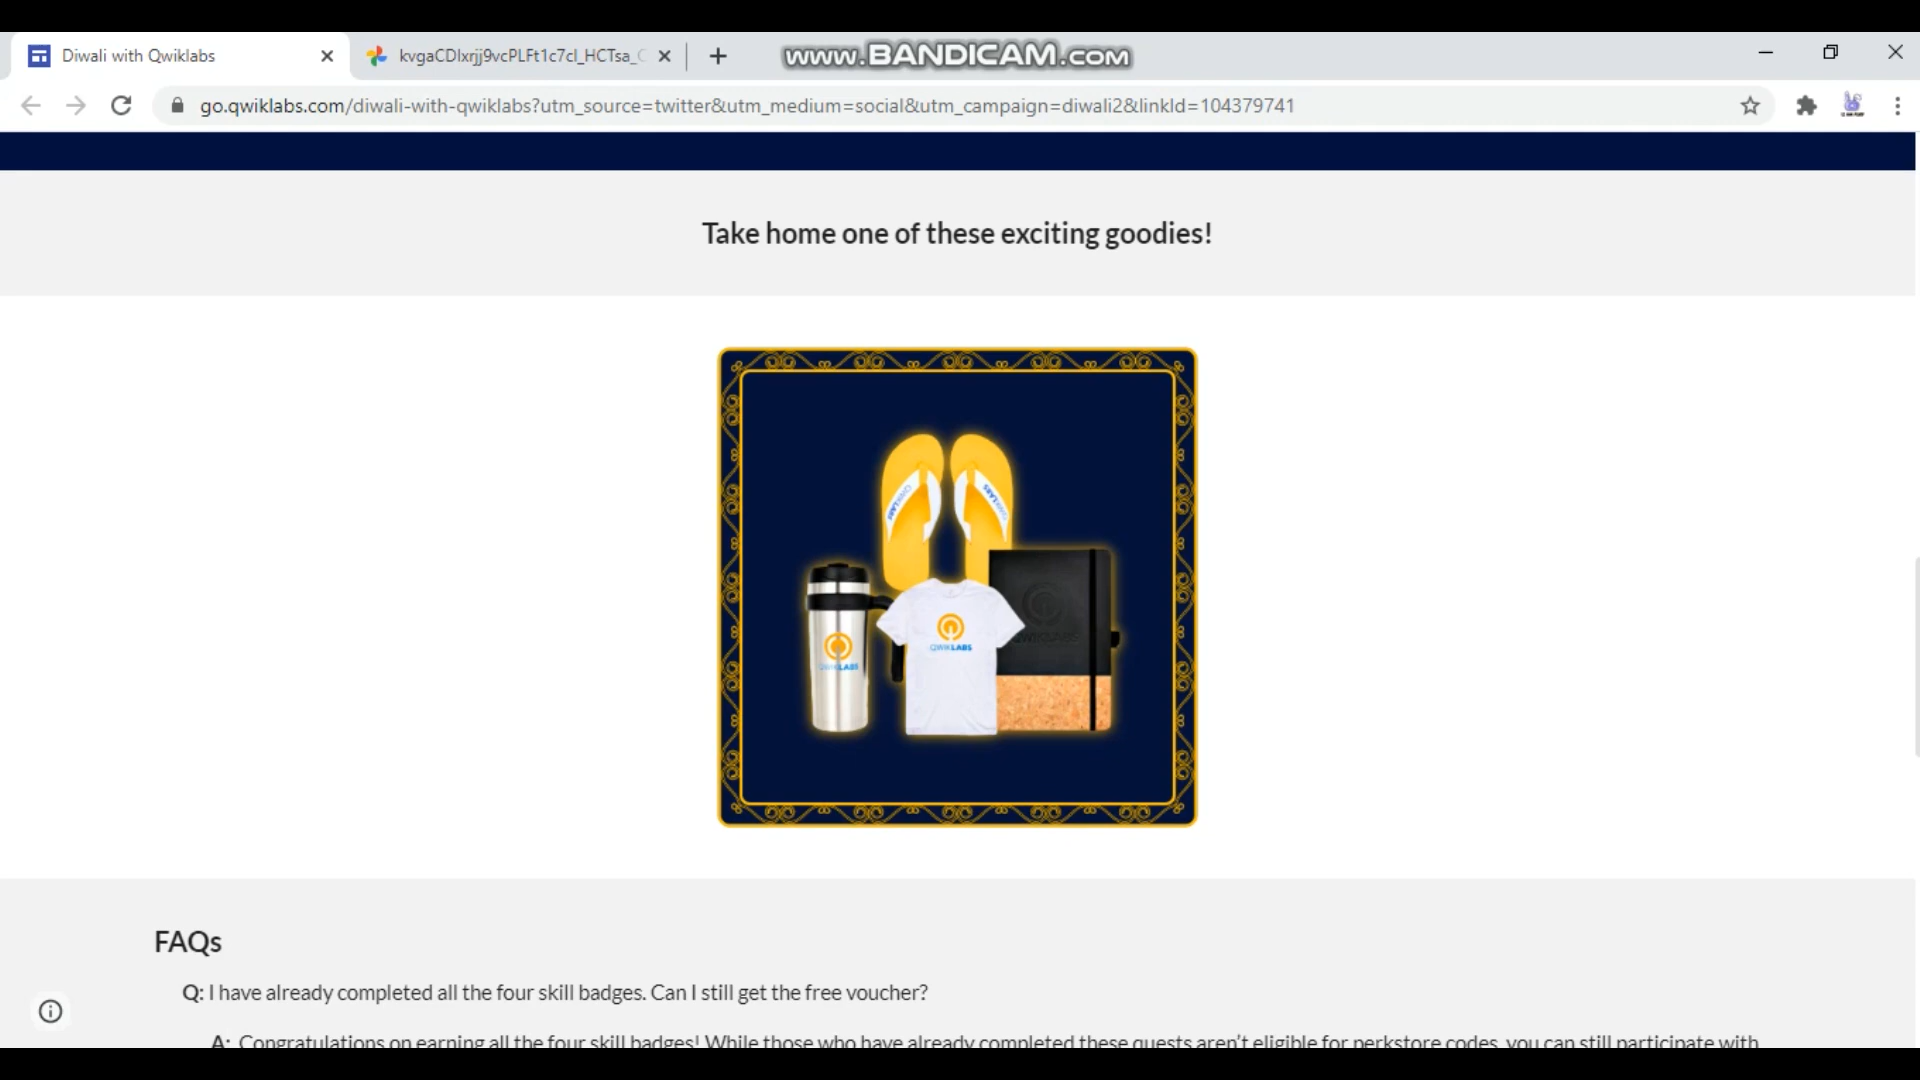 Diwali with Qwiklabs
kvgaCDlxrjj9vcPLFt1c7cl_HCTsa_
www.BANDICAM.com
go.qwiklabs.com/diwali-with-qwiklabs?utm_source=twitter&utm_medium=social&utm_campaign=diwali2&linkId=104379741
Take home one of these exciting goodies!
QWIKLABS
QWIKLABS
QWIKLABS
QWIKLABS
QWIKLABS
FAQs
Q: I have already completed all the four skill badges. Can I still get the free voucher?
A: Congratulations on earning all the four skill badges! While those who have already completed these quests aren't eligible for perkstore codes, you can still participate with